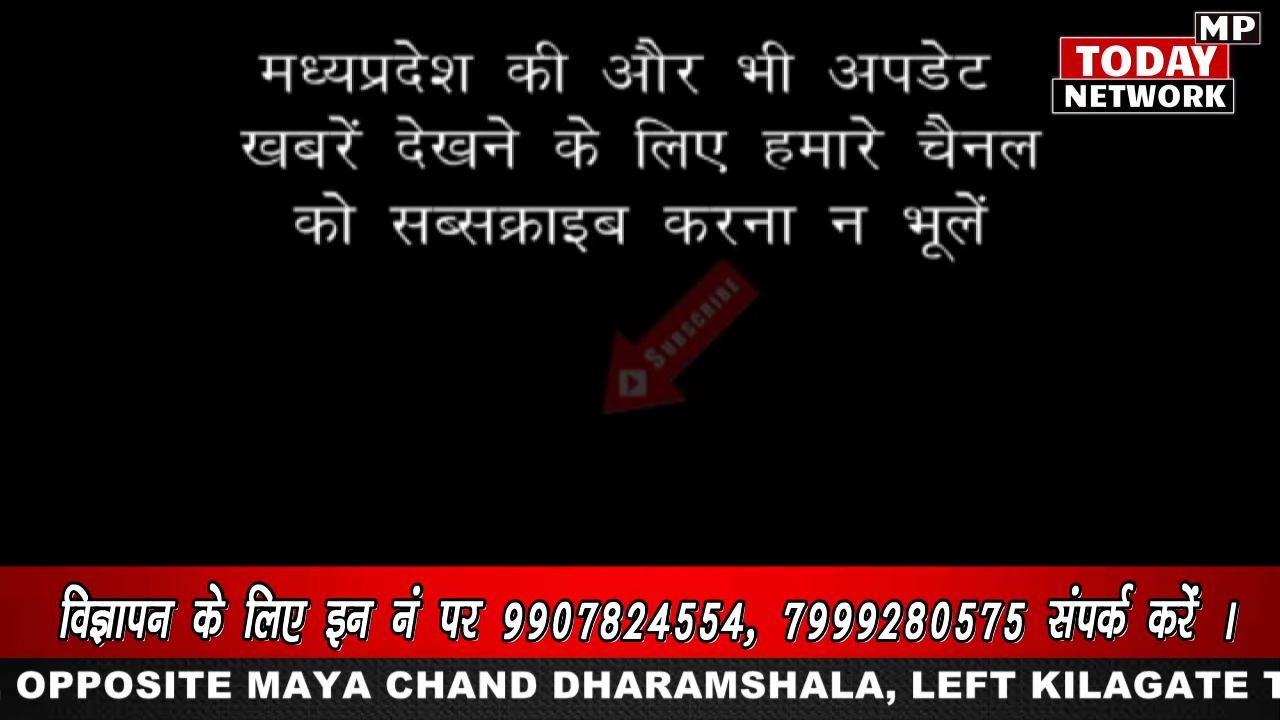 मध्यप्रदेश की और भी अपडेट
खबरें देखने के लिए हमारे चैनल
को सब्सक्राइब करना न भूलें
MP
TODAY
NETWORK
SUBSCRIBE
विज्ञापन के लिए इन नं पर 9907824554, 7999280575 संपर्क करें ।
OPPOSITE MAYA CHAND DHARAMSHALA, LEFT KILAGATE